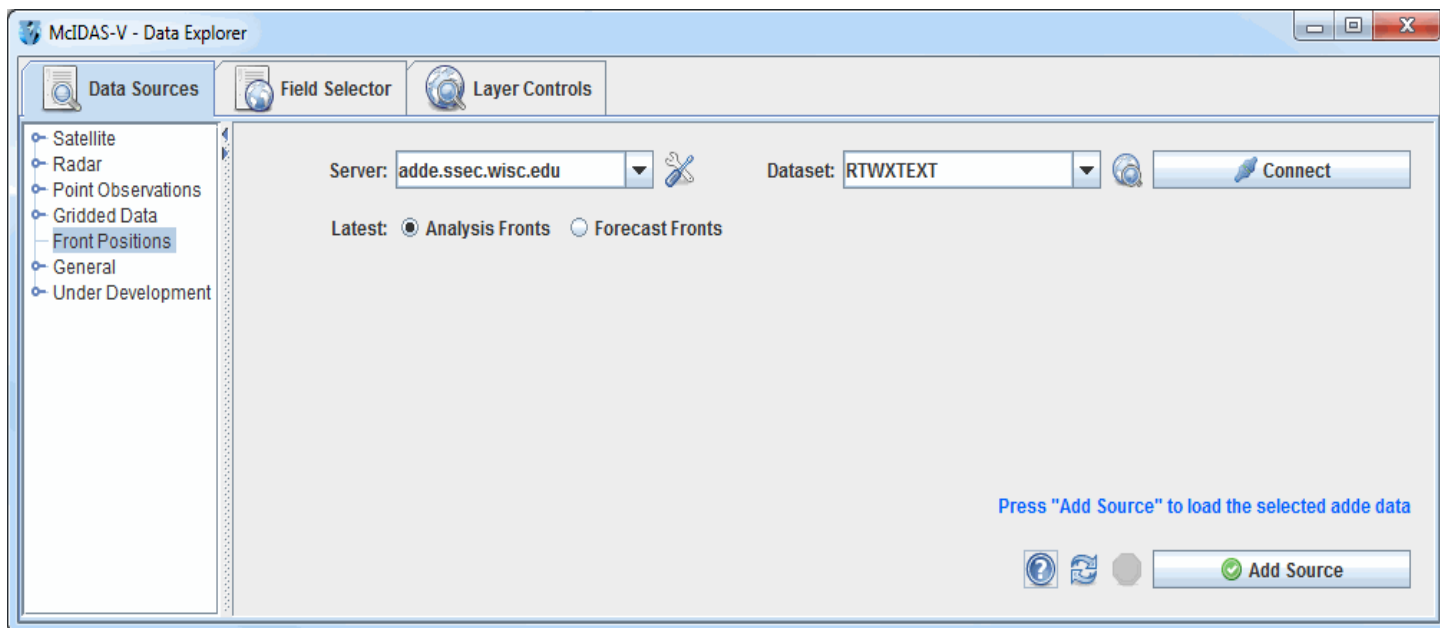 McIDAS-V - Data Explorer
Data Sources
Field Selector
Layer Controls
Satellite
Radar
Point Observations
Gridded Data
Front Positions
General
Under Development
Server: adde.ssec.wisc.edu
Dataset: RTWXTEXT
Connect
Latest: Analysis Fronts Forecast Fronts
Press "Add Source" to load the selected adde data
? Add Source